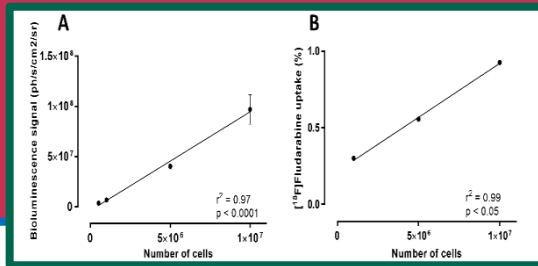 A
Bioluminescence signal (ph/s/cm2/sr)
1.5×10⁸
1×10⁸
5×10⁷
0
r² = 0.97
p < 0.0001
5×10⁶
1×10⁷
Number of cells
B
[¹⁸F]Fludarabine uptake (%)
1.0
0.5
0.0
r² = 0.99
p < 0.05
5×10⁶
1×10⁷
Number of cells